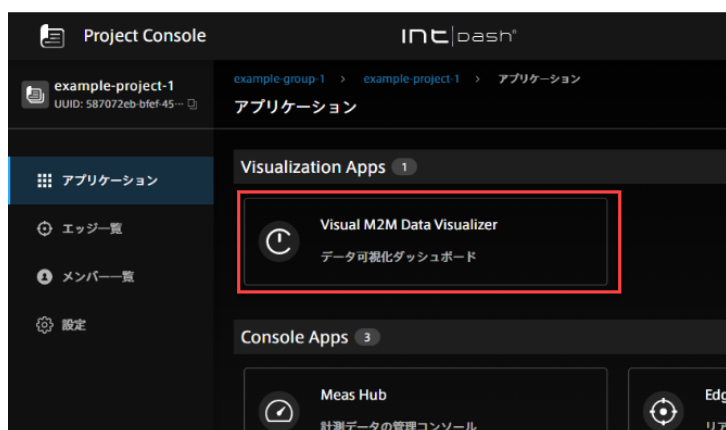 Project Console
intdash
example-project-1
UUID: 587072eb-bfef-45…
example-group-1 > example-project-1 > アプリケーション
アプリケーション
アプリケーション
エッジ一覧
メンバー一覧
設定
Visualization Apps 1
Visual M2M Data Visualizer
データ可視化ダッシュボード
Console Apps 3
Meas Hub
計測データの管理コンソール
Edg
リア